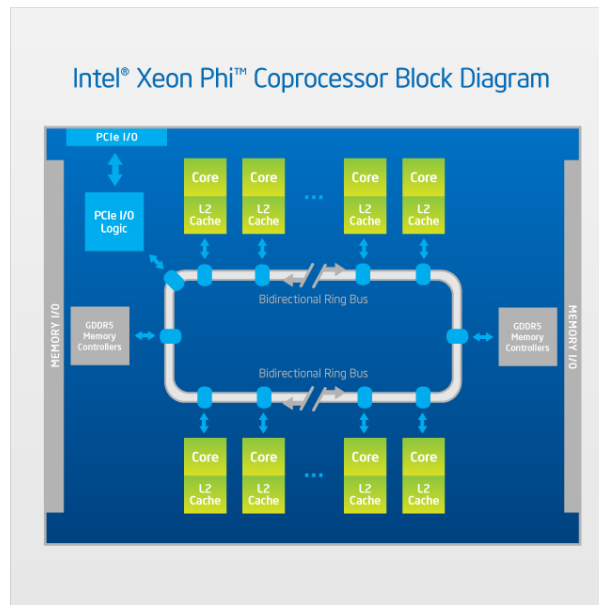 Intel® Xeon Phi™ Coprocessor Block Diagram
PCIe I/O
PCIe I/O
Logic
Core
L2
Cache
Core
L2
Cache
...
Core
L2
Cache
Core
L2
Cache
Bidirectional Ring Bus
MEMORY I/O
GDDR5
Memory
Controllers
GDDR5
Memory
Controllers
MEMORY I/O
Bidirectional Ring Bus
Core
L2
Cache
Core
L2
Cache
...
Core
L2
Cache
Core
L2
Cache